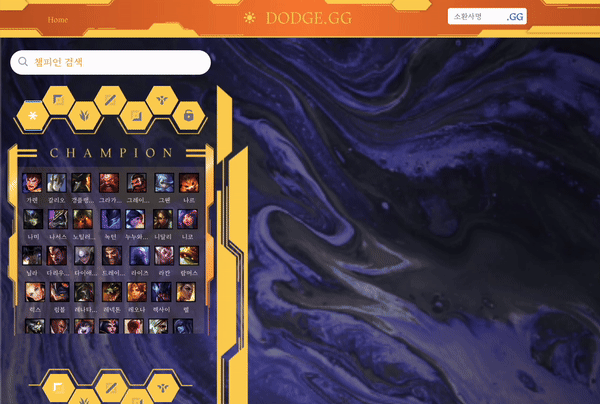 Home
DODGE.GG
소환사명
.GG
챔피언 검색
CHAMPION
가렌 갈리오 갱플랭... 그라가... 그레이... 그웬 나르
나미 나서스 노틸러... 녹턴 누누와... 니달리 니코
닐라 다리우... 다이애... 드레이... 라이즈 라칸 람머스
럭스 럼블 레나타... 레넥톤 레오나 렉사이 렐